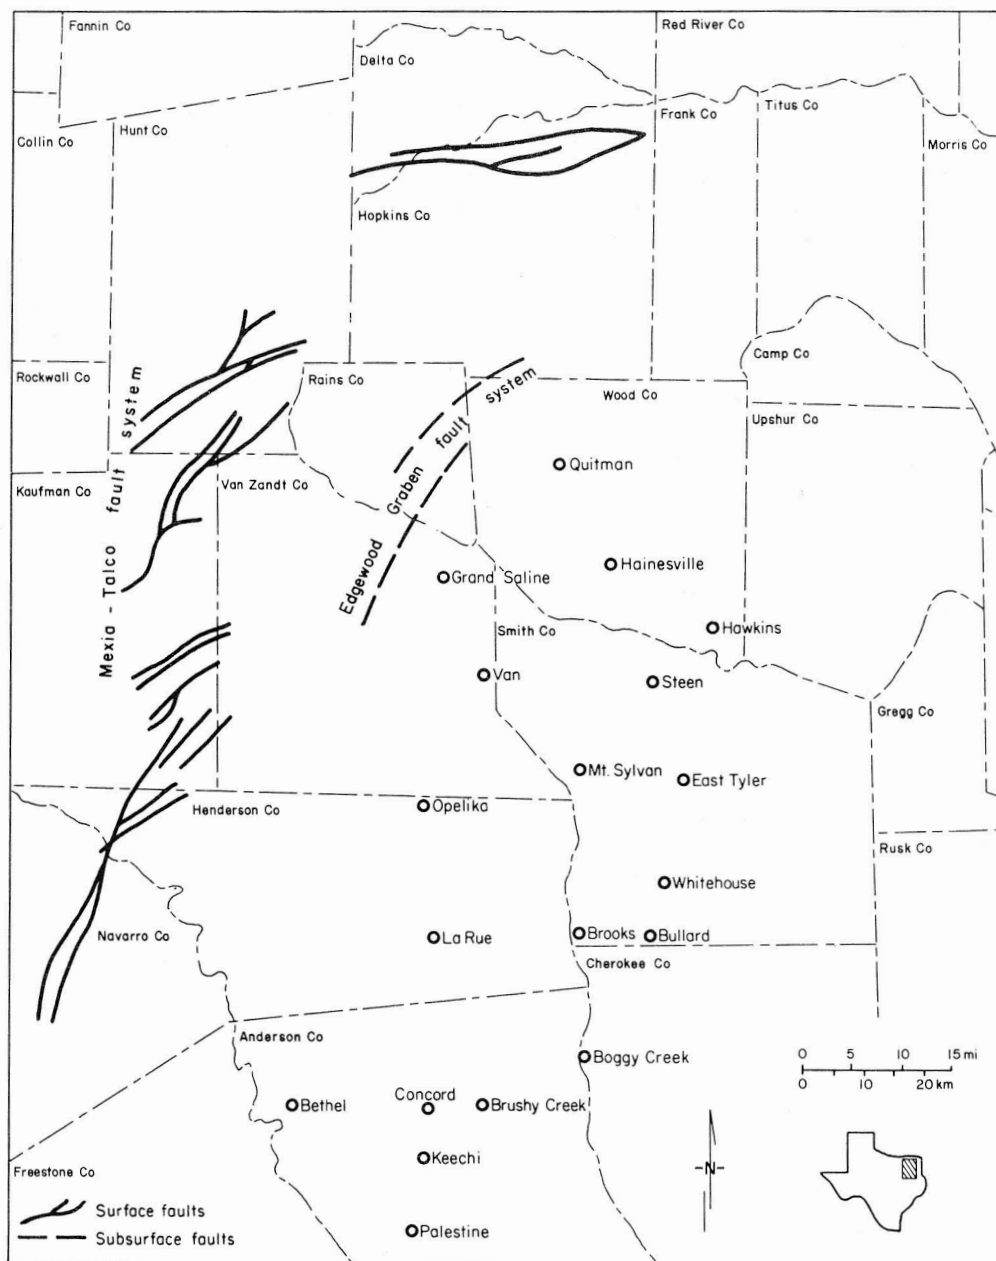 Fannin Co
Red River Co
Delta Co
Frank Co
Titus Co
Collin Co
Hunt Co
Morris Co
Hopkins Co
Camp Co
Rockwall Co
Rains Co
Wood Co
Upshur Co
Kaufman Co
Van Zandt Co
Mexia - Talco fault system
Edgewood Graben fault system
Quitman
Hainesville
Grand Saline
Hawkins
Smith Co
Van
Steen
Gregg Co
Mt. Sylvan
East Tyler
Henderson Co
Opelika
Rusk Co
Whitehouse
Navarro Co
La Rue
Brooks
Bullard
Cherokee Co
Anderson Co
Boggy Creek
0 5 10 15 mi
0 10 20 km
Bethel
Concord
Brushy Creek
Keechi
-N-
Freestone Co
Surface faults
Subsurface faults
Palestine